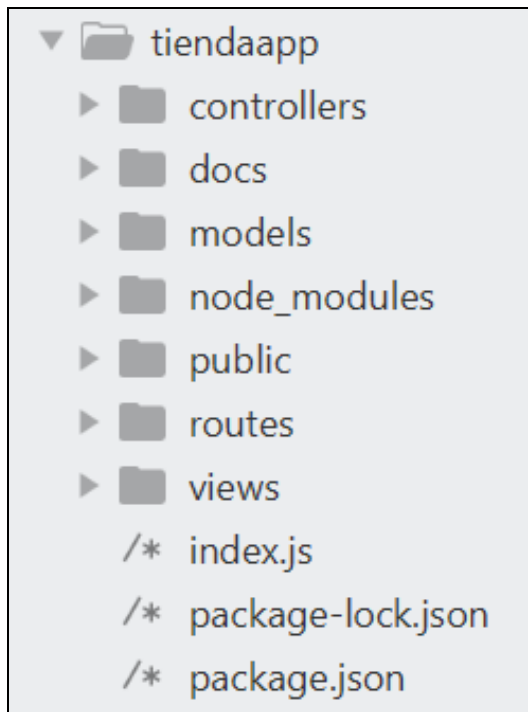 tiendaapp
controllers
docs
models
node_modules
public
routes
views
/* index.js
/* package-lock.json
/* package.json